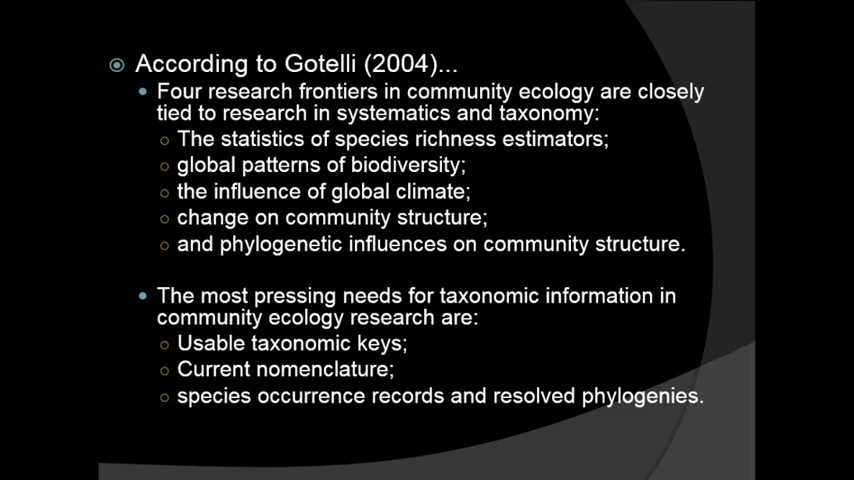 According to Gotelli (2004)...
Four research frontiers in community ecology are closely
tied to research in systematics and taxonomy:
The statistics of species richness estimators;
global patterns of biodiversity;
the influence of global climate;
change on community structure;
and phylogenetic influences on community structure.
The most pressing needs for taxonomic information in
community ecology research are:
Usable taxonomic keys;
Current nomenclature;
species occurrence records and resolved phylogenies.